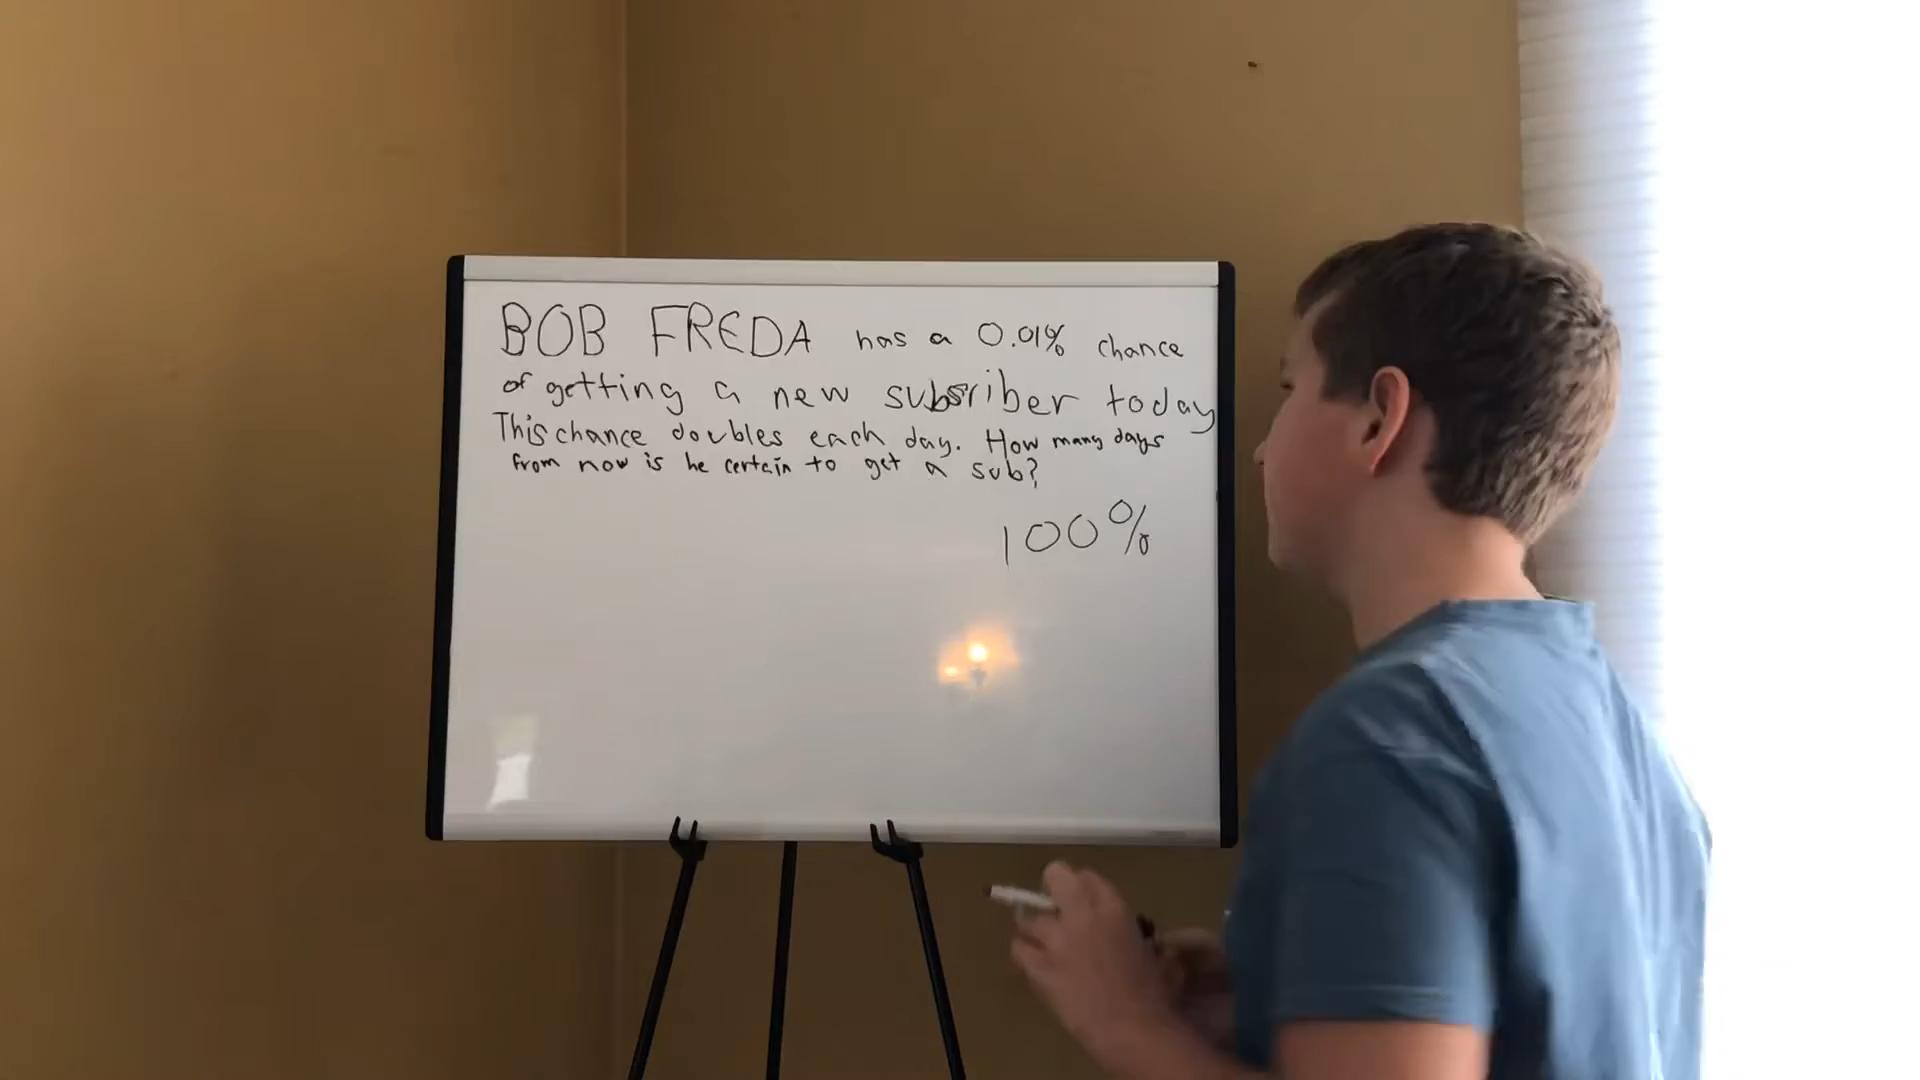 BOB FREDA has a 0.01% chance
of getting a new subsriber today
This chance doubles each day. How many days
from now is he certain to get a sub?
100%